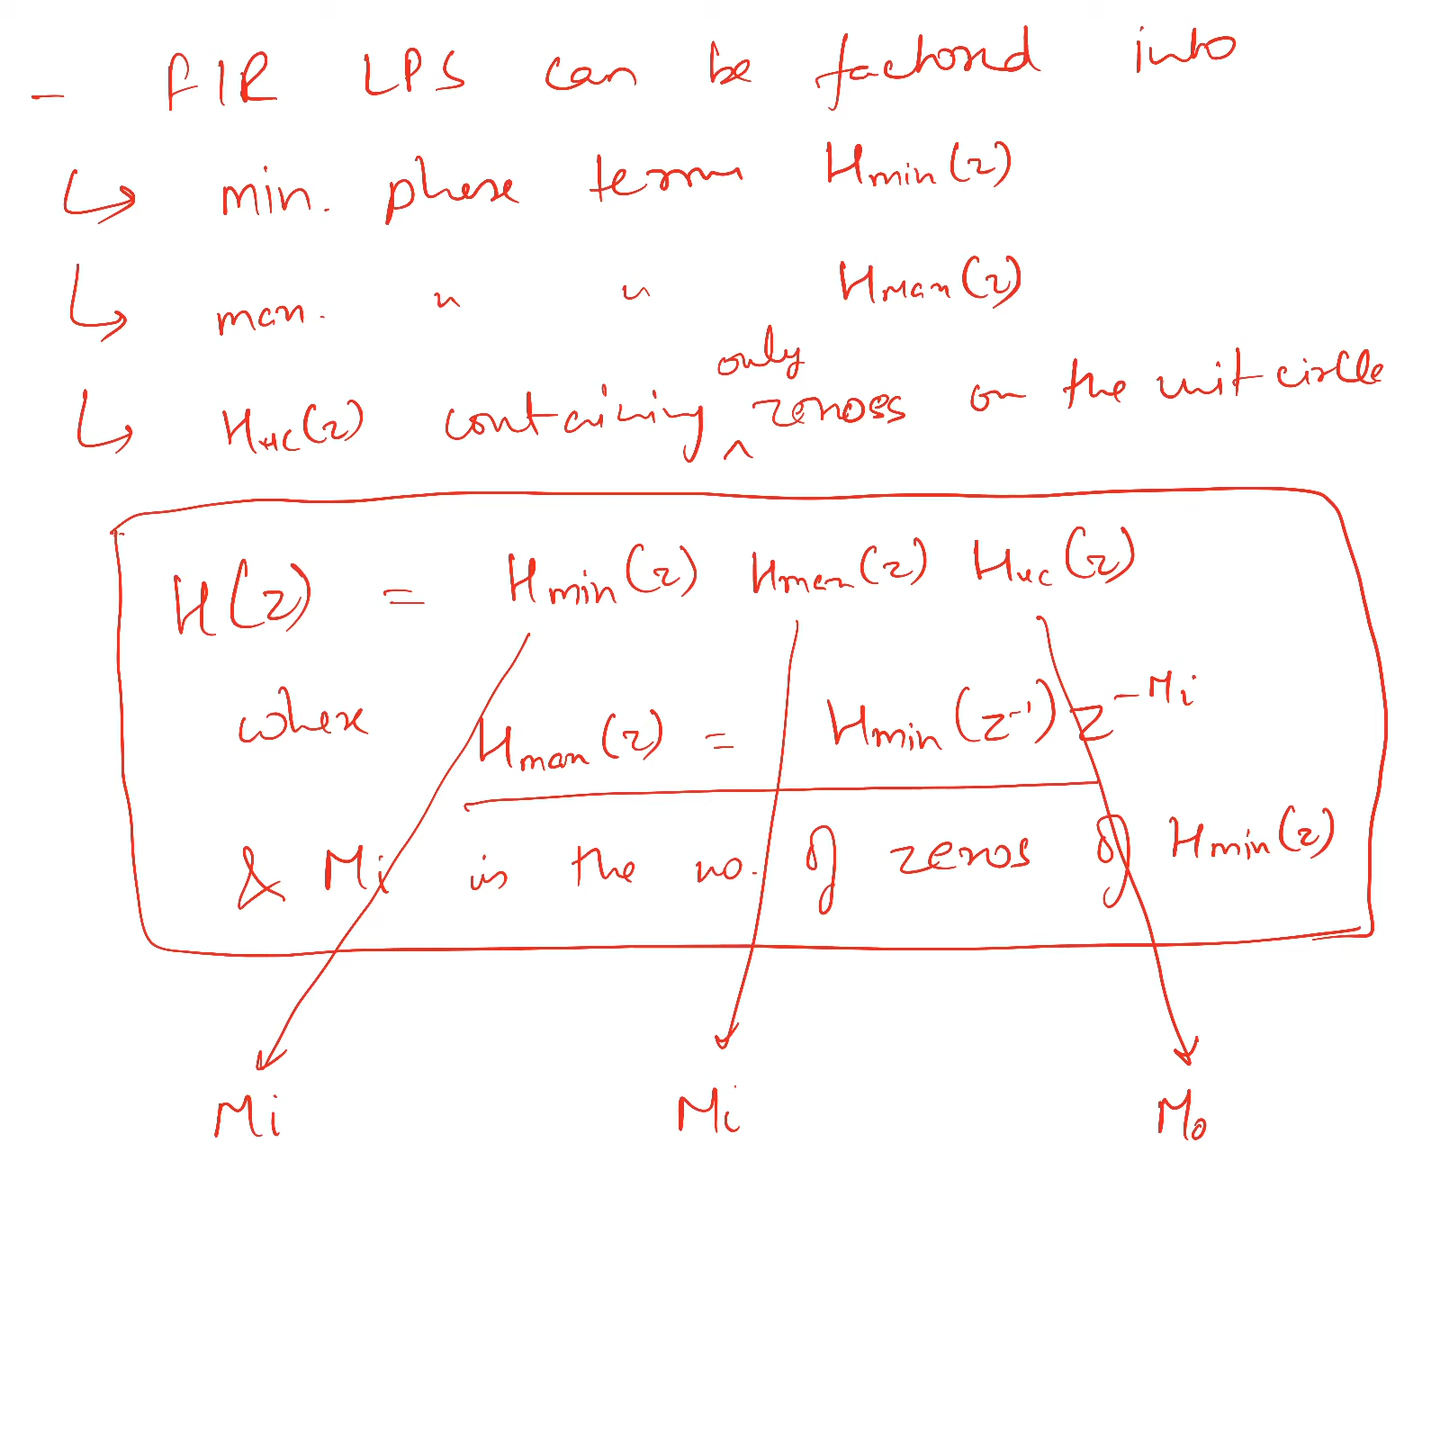 - FIR LPS can be factored into
↳ min. phase term Hmin(z)
↳ max. " " Hmax(z)
↳ Huc(z) containing only zeroes on the unit circle
H(z) = Hmin(z) Hmax(z) Huc(z)
where Hmax(z) = Hmin(z⁻¹) z^-Mi
& Mi is the no. of zeros of Hmin(z)
Mi Mi Mo